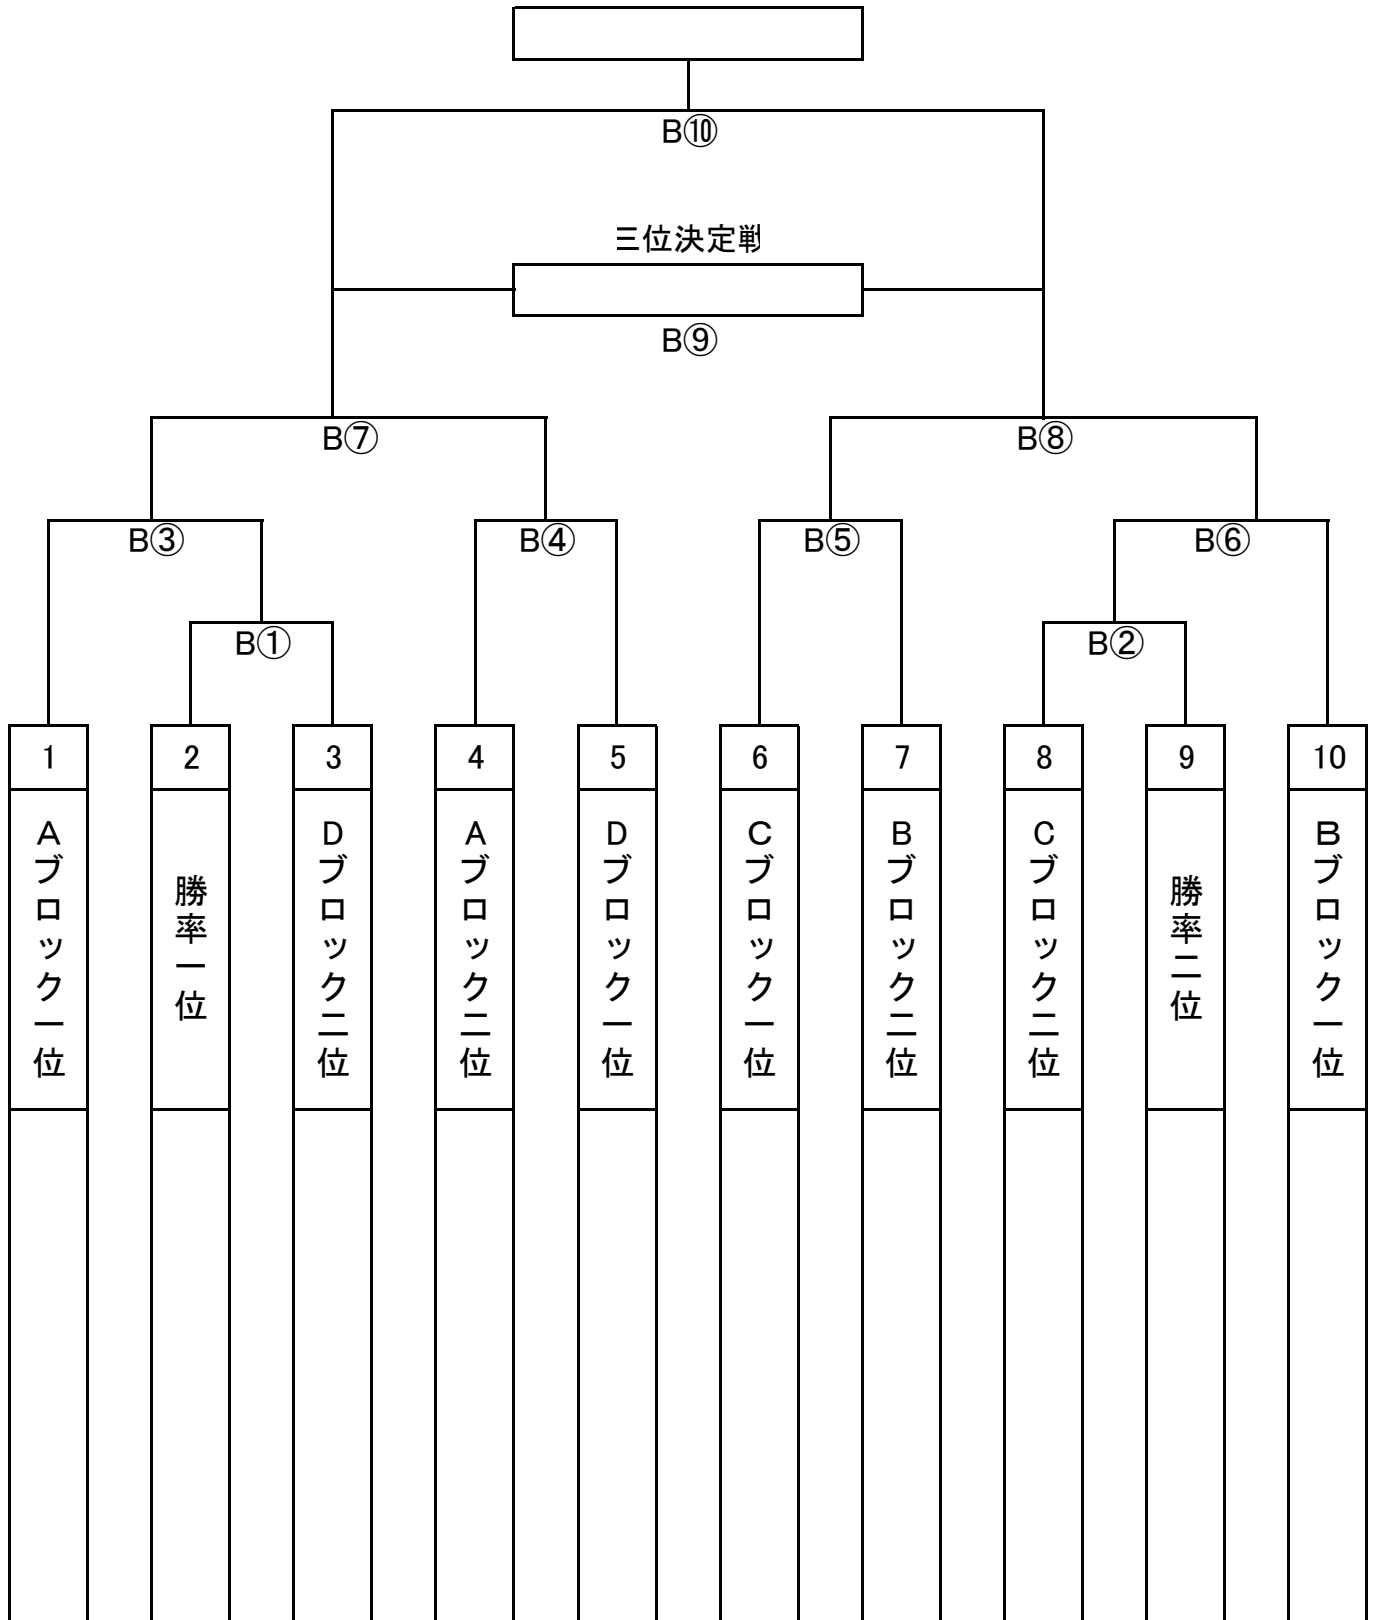 B⑩
三位決定戦
B⑨
B⑦
B⑧
B③
B④
B⑤
B⑥
B①
B②
1
2
3
4
5
6
7
8
9
10
Aブロック一位
勝率一位
Dブロック二位
Aブロック二位
Dブロック一位
Cブロック一位
Bブロック二位
Cブロック二位
勝率二位
Bブロック一位